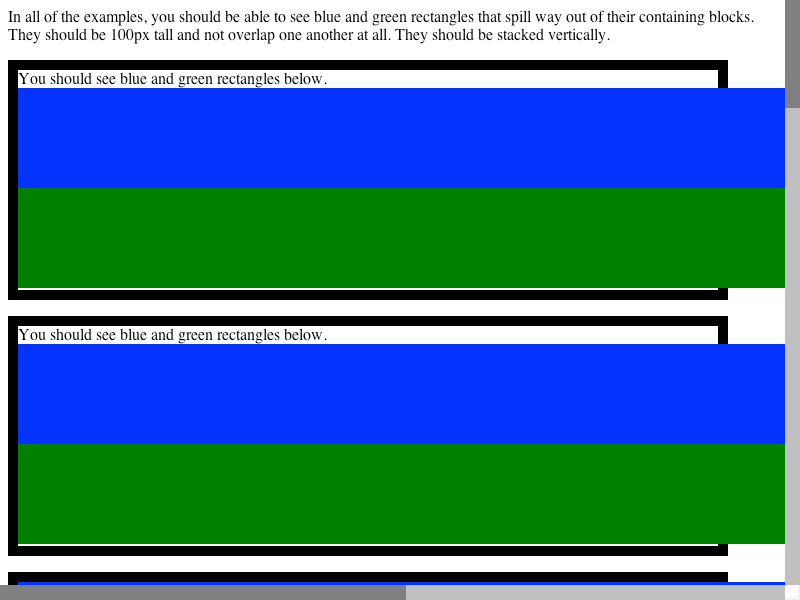 In all of the examples, you should be able to see blue and green rectangles that spill way out of their containing blocks.
They should be 100px tall and not overlap one another at all. They should be stacked vertically.
You should see blue and green rectangles below.
You should see blue and green rectangles below.